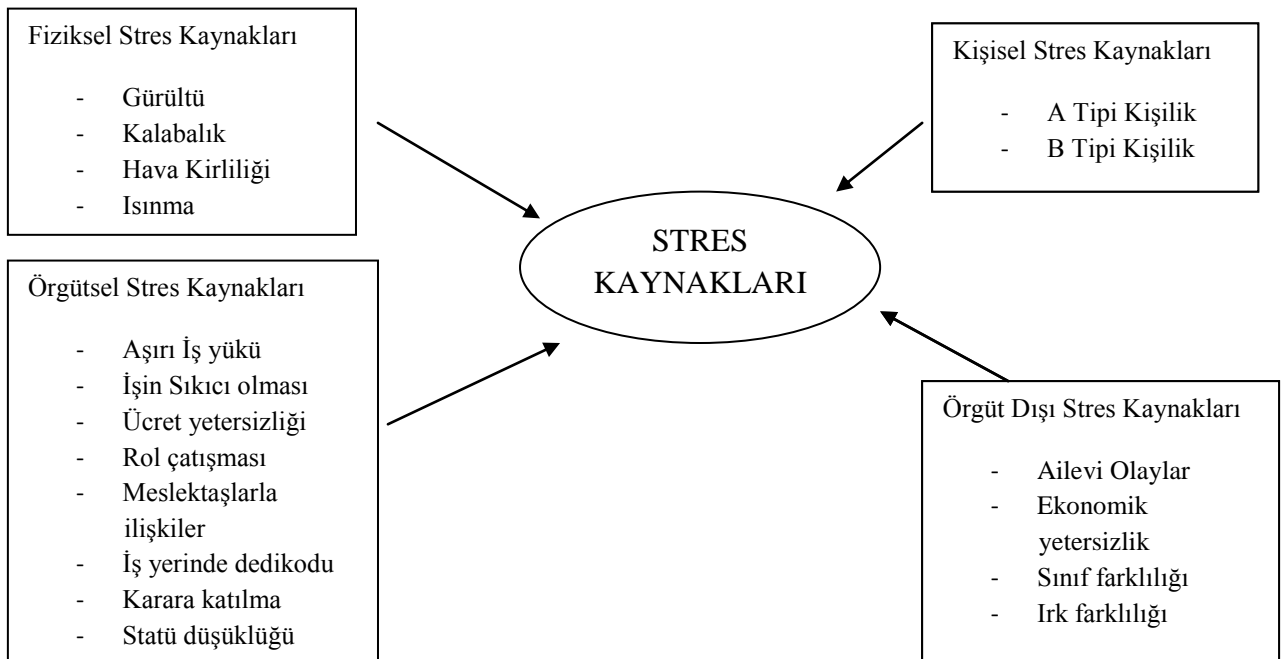 Fiziksel Stres Kaynakları
- Gürültü
- Kalabalık
- Hava Kirliliği
- Isınma
Örgütsel Stres Kaynakları
- Aşırı İş yükü
- İşin Sıkıcı olması
- Ücret yetersizliği
- Rol çatışması
- Meslektaşlarla
ilişkiler
- İş yerinde dedikodu
- Karara katılma
- Statü düşüklüğü
STRES
KAYNAKLARI
Kişisel Stres Kaynakları
- A Tipi Kişilik
- B Tipi Kişilik
Örgüt Dışı Stres Kaynakları
- Ailevi Olaylar
- Ekonomik
yetersizlik
- Sınıf farklılığı
- Irk farklılığı